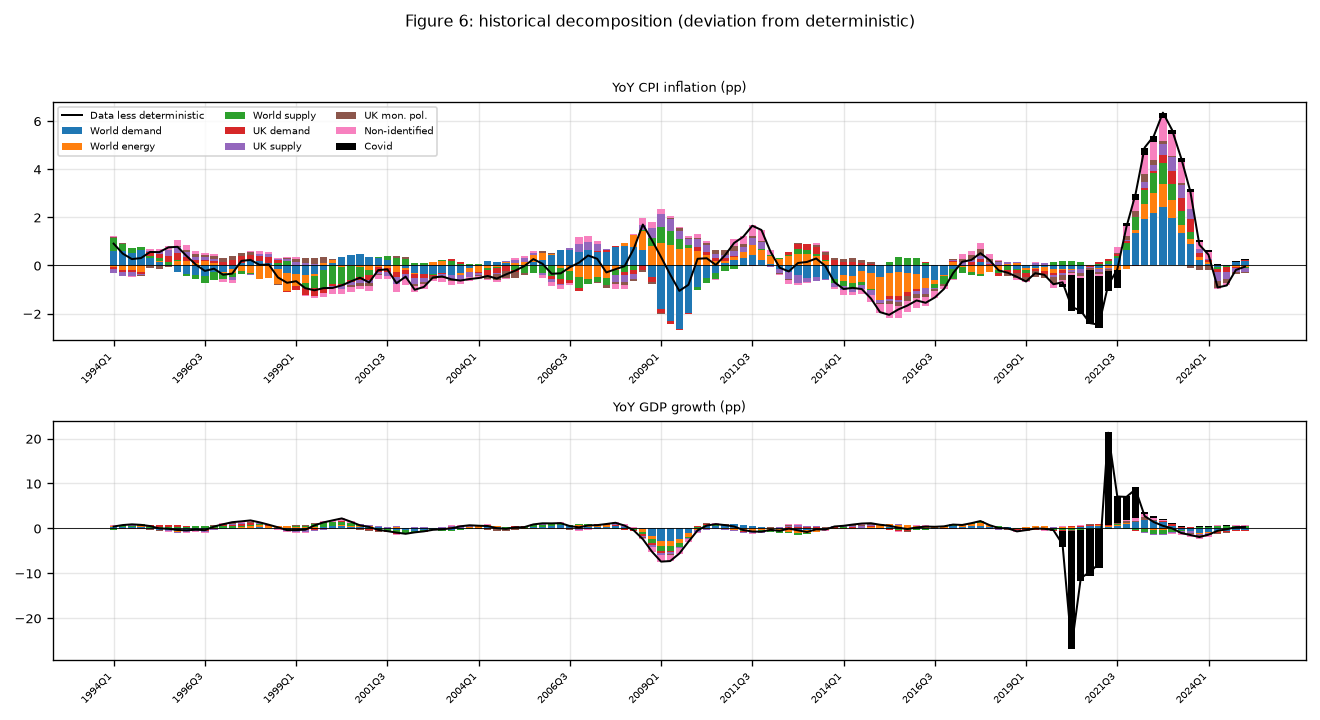 Figure 6: historical decomposition (deviation from deterministic)
YoY CPI inflation (pp)
Data less deterministic
World demand
World energy
World supply
UK demand
UK supply
UK mon. pol.
Non-identified
Covid
6
4
2
0
−2
1994Q1
1996Q3
1999Q1
2001Q3
2004Q1
2006Q3
2009Q1
2011Q3
2014Q1
2016Q3
2019Q1
2021Q3
2024Q1
YoY GDP growth (pp)
20
10
0
−10
−20
1994Q1
1996Q3
1999Q1
2001Q3
2004Q1
2006Q3
2009Q1
2011Q3
2014Q1
2016Q3
2019Q1
2021Q3
2024Q1